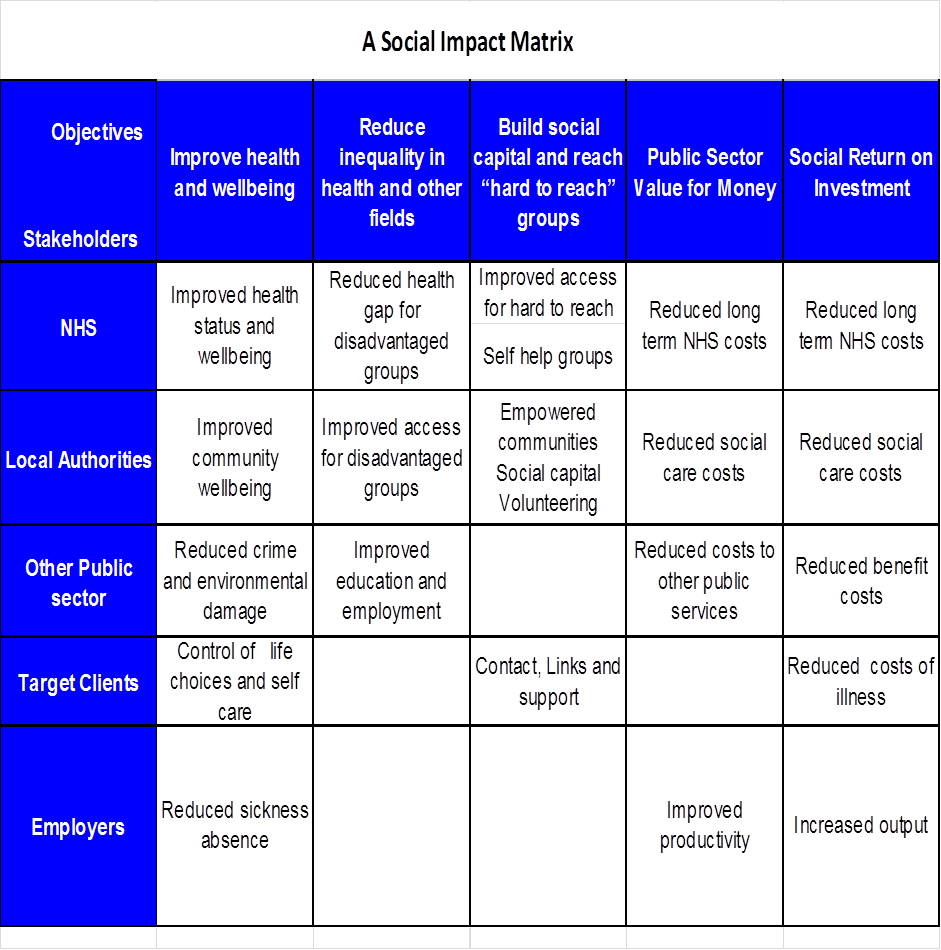 A Social Impact Matrix
Objectives
Stakeholders
Improve health
and wellbeing
Reduce
inequality in
health and other
fields
Build social
capital and reach
“hard to reach”
groups
Public Sector
Value for Money
Social Return on
Investment
NHS
Improved health
status and
wellbeing
Reduced health
gap for
disadvantaged
groups
Improved access
for hard to reach
Self help groups
Reduced long
term NHS costs
Reduced long
term NHS costs
Local Authorities
Improved
community
wellbeing
Improved access
for disadvantaged
groups
Empowered
communities
Social capital
Volunteering
Reduced social
care costs
Reduced social
care costs
Other Public
sector
Reduced crime
and environmental
damage
Improved
education and
employment
Reduced costs to
other public
services
Reduced benefit
costs
Target Clients
Control of life
choices and self
care
Contact, Links and
support
Reduced costs of
illness
Employers
Reduced sickness
absence
Improved
productivity
Increased output